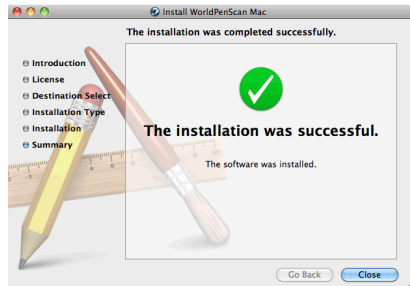 Install WorldPenScan Mac
The installation was completed successfully.
Introduction
License
Destination Select
Installation Type
Installation
Summary
The installation was successful.
The software was installed.
Go Back
Close